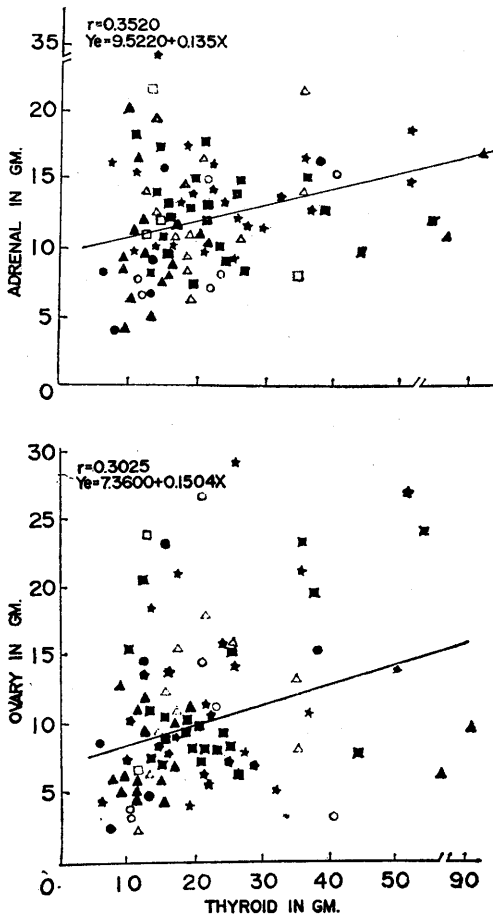 r=0.3520
Ye=9.5220+0.135X
35
20
15
10
5
0
ADRENAL IN GM.
r=0.3025
Ye=7.3600+0.1504X
30
25
20
15
10
5
0
OVARY IN GM.
10 20 30 40 50 90
THYROID IN GM.